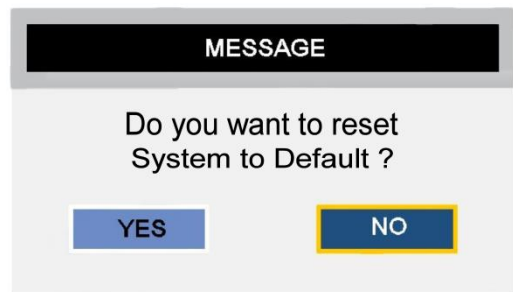 MESSAGE
Do you want to reset
System to Default ?
YES NO